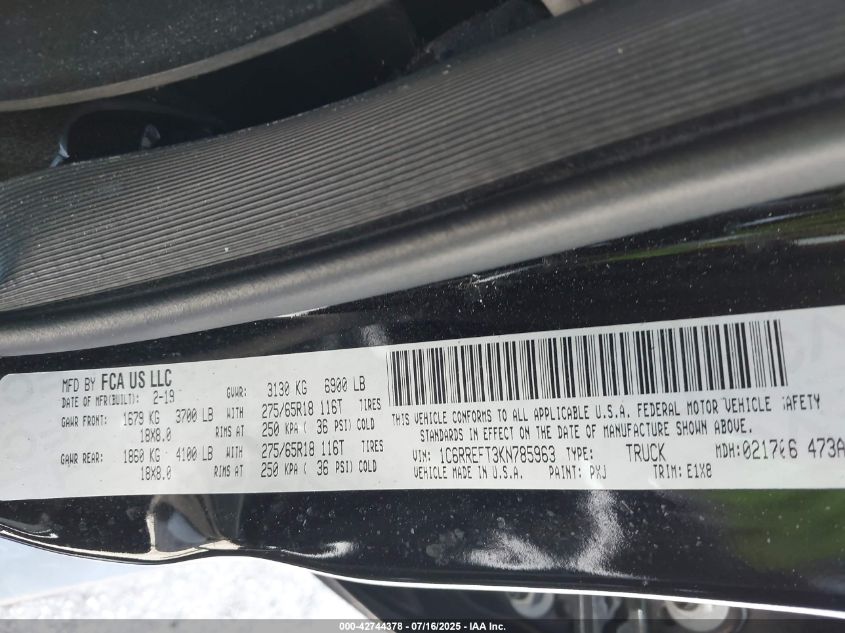 MFD BY FCA US LLC
DATE OF MFR(BUILT): 2-19
GVWR: 3130 KG 6900 LB
GAWR FRONT: 1679 KG 3700 LB WITH 275/65R18 116T TIRES
18X8.0 RIMS AT 250 KPA ( 36 PSI) COLD
GAWR REAR: 1860 KG 4100 LB WITH 275/65R18 116T TIRES
18X8.0 RIMS AT 250 KPA ( 36 PSI) COLD
THIS VEHICLE CONFORMS TO ALL APPLICABLE U.S.A. FEDERAL MOTOR VEHICLE SAFETY
STANDARDS IN EFFECT ON THE DATE OF MANUFACTURE SHOWN ABOVE.
VIN: 1C6RREFT3KN785963 TYPE: TRUCK MDH:021706 473A
VEHICLE MADE IN U.S.A. PAINT: PXJ TRIM: E1X8
000-42744378 - 07/16/2025 - IAA Inc.